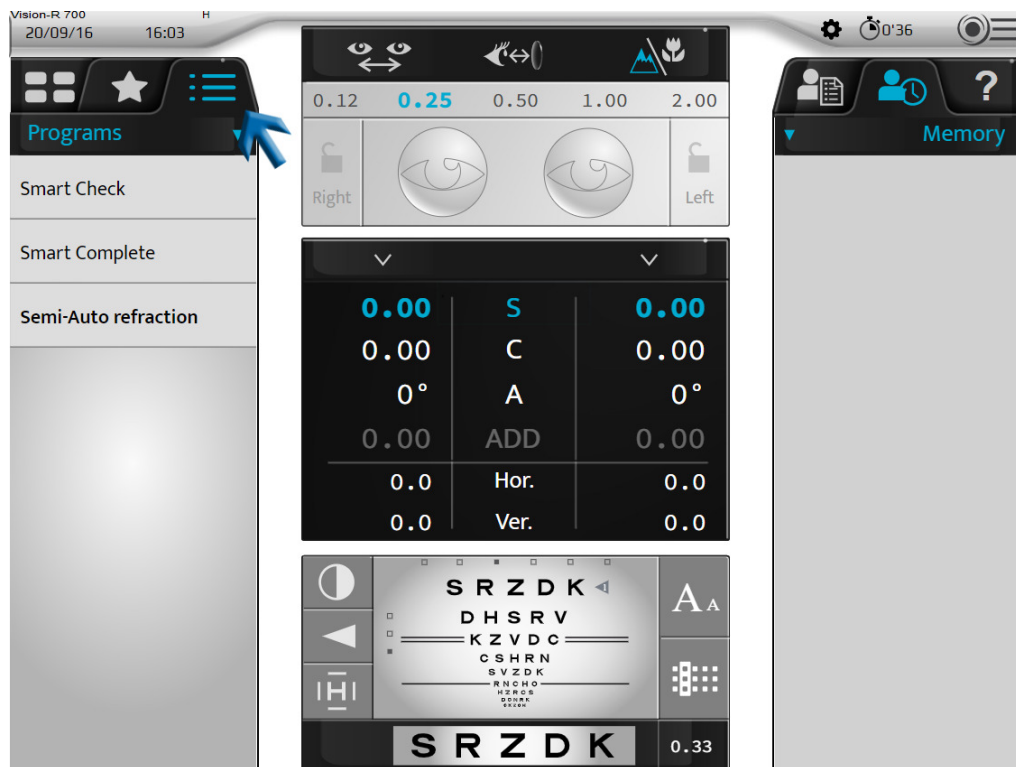 Vision-R 700 H
20/09/16 16:03 0'36
?
Programs
Smart Check
Smart Complete
Semi-Auto refraction
0.12 0.25 0.50 1.00 2.00
Right Left
0.00 S 0.00
0.00 C 0.00
0° A 0°
0.00 ADD 0.00
0.0 Hor. 0.0
0.0 Ver. 0.0
S R Z D K 1
D H S R V
K Z V D C
C S H R N
S V Z D K
R N C H O
H Z R C S
H
A A
S R Z D K 0.33
Memory